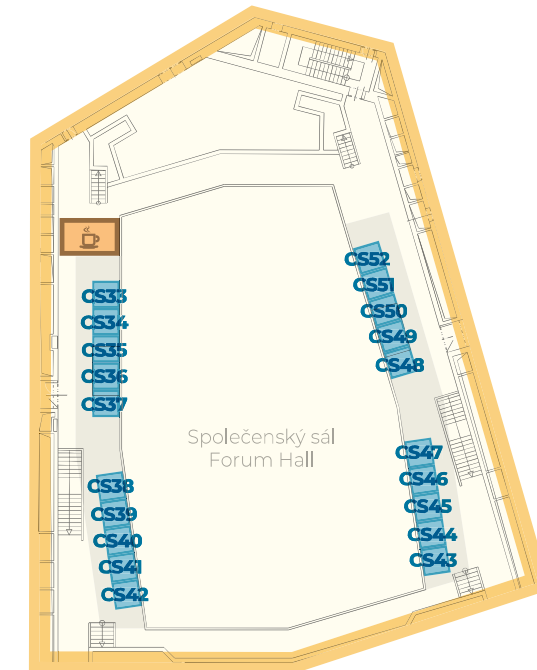 CS52
CS51
CS50
CS49
CS48
CS33
CS34
CS35
CS36
CS37
Společenský sál
Forum Hall
CS47
CS46
CS45
CS44
CS43
CS38
CS39
CS40
CS41
CS42